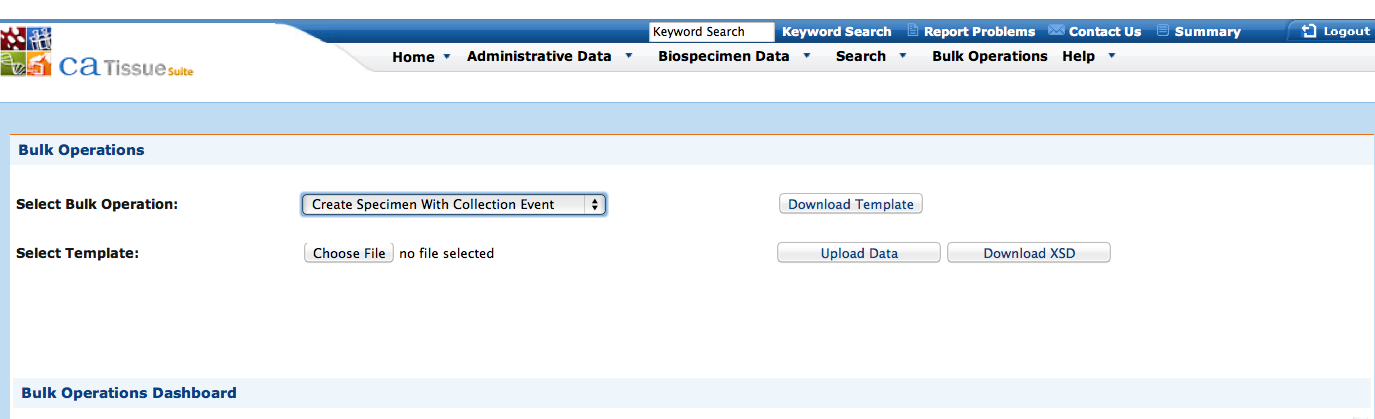 Keyword Search Keyword Search Report Problems Contact Us Summary Logout
ca Tissue Suite Home Administrative Data Biospecimen Data Search Bulk Operations Help
Bulk Operations
Select Bulk Operation: Create Specimen With Collection Event Download Template
Select Template: Choose File no file selected Upload Data Download XSD
Bulk Operations Dashboard